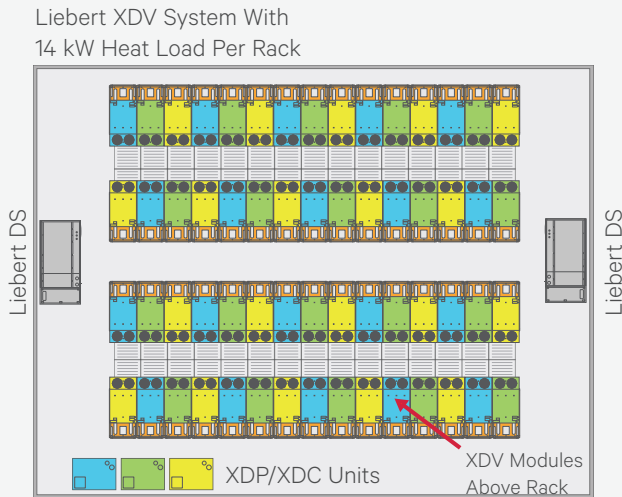 Liebert XDV System With
14 kW Heat Load Per Rack
Liebert DS
Liebert DS
XDP/XDC Units
XDV Modules
Above Rack